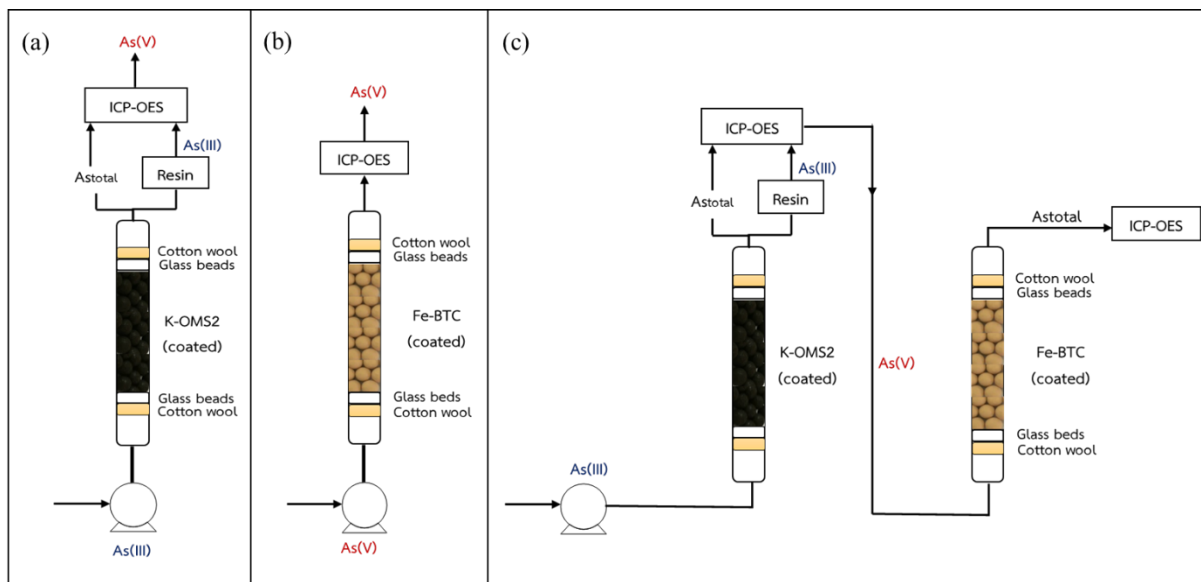 (a)
As(V)
ICP-OES
As(III)
Astotal
Resin
Cotton wool
Glass beads
K-OMS2
(coated)
Glass beads
Cotton wool
As(III)
(b)
As(V)
ICP-OES
Cotton wool
Glass beads
Fe-BTC
(coated)
Glass beds
Cotton wool
As(V)
(c)
ICP-OES
As(III)
Astotal
Resin
K-OMS2
(coated)
As(III)
As(V)
Astotal
ICP-OES
Cotton wool
Glass beads
Fe-BTC
(coated)
Glass beds
Cotton wool